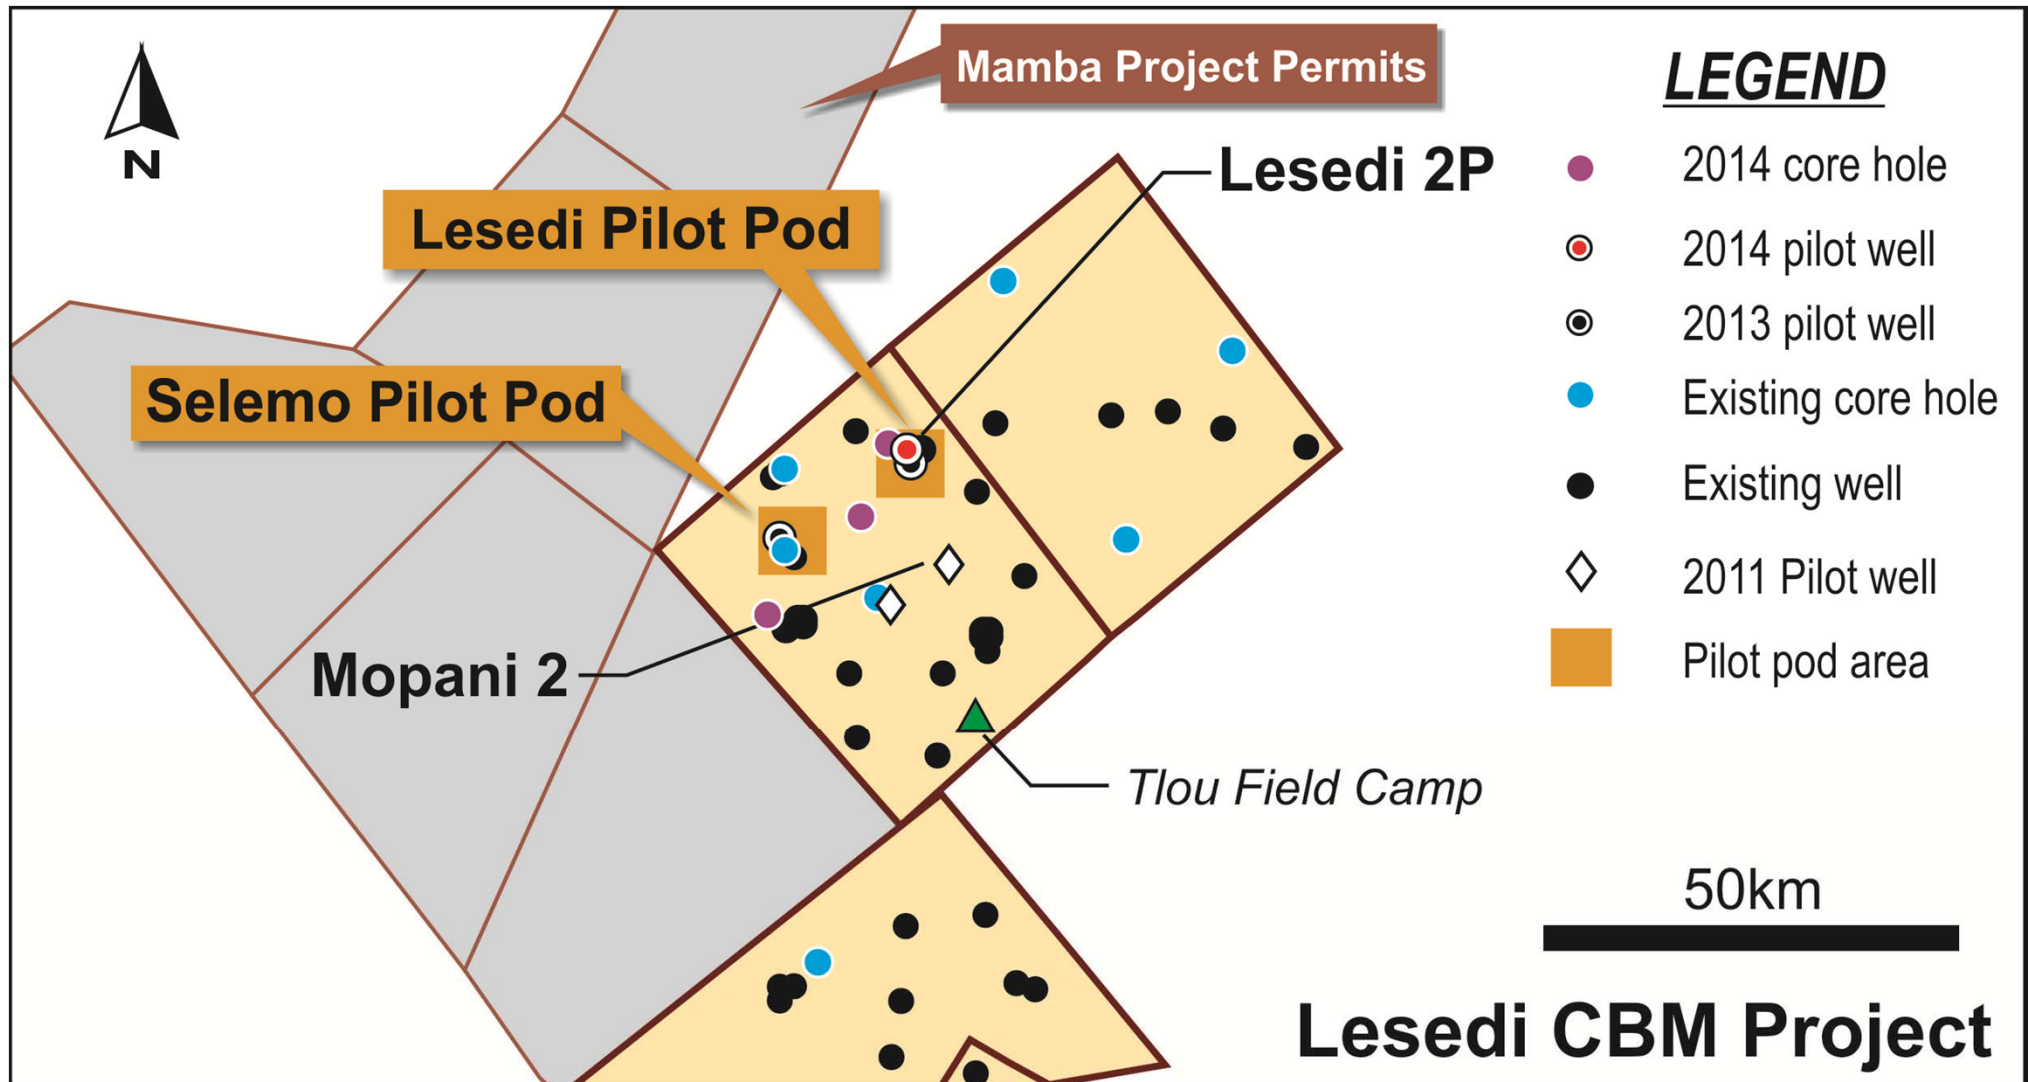 N
Mamba Project Permits
Lesedi 2P
Lesedi Pilot Pod
Selemo Pilot Pod
Mopani 2
Tlou Field Camp
LEGEND
2014 core hole
2014 pilot well
2013 pilot well
Existing core hole
Existing well
2011 Pilot well
Pilot pod area
50km
Lesedi CBM Project